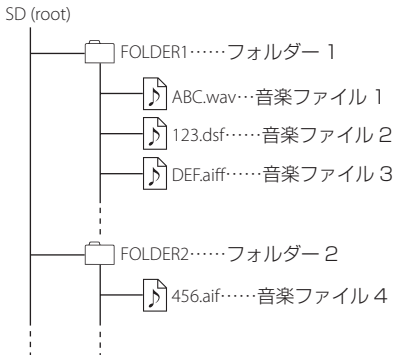 SD (root)
FOLDER1……フォルダー 1
ABC.wav…音楽ファイル 1
123.dsf……音楽ファイル 2
DEF.aiff……音楽ファイル 3
FOLDER2……フォルダー 2
456.aif……音楽ファイル 4